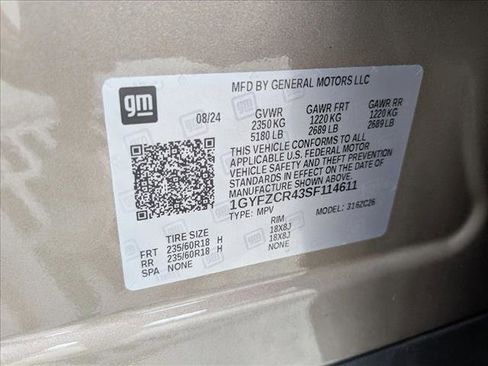 MFD BY GENERAL MOTORS LLC
gm
08/24 GVWR GAWR FRT GAWR RR
2350 KG 1220 KG 1220 KG
5180 LB 2689 LB 2689 LB
THIS VEHICLE CONFORMS TO ALL
APPLICABLE U.S. FEDERAL MOTOR
VEHICLE SAFETY AND THEFT PREVENTION
STANDARDS IN EFFECT ON THE DATE OF
MANUFACTURE SHOWN ABOVE.
1GYFZCR43SF114611
TYPE: MPV MODEL: 316ZC26
TIRE SIZE RIM
FRT 235/60R18 H 18X8J
RR 235/60R18 H 18X8J
SPA NONE NONE